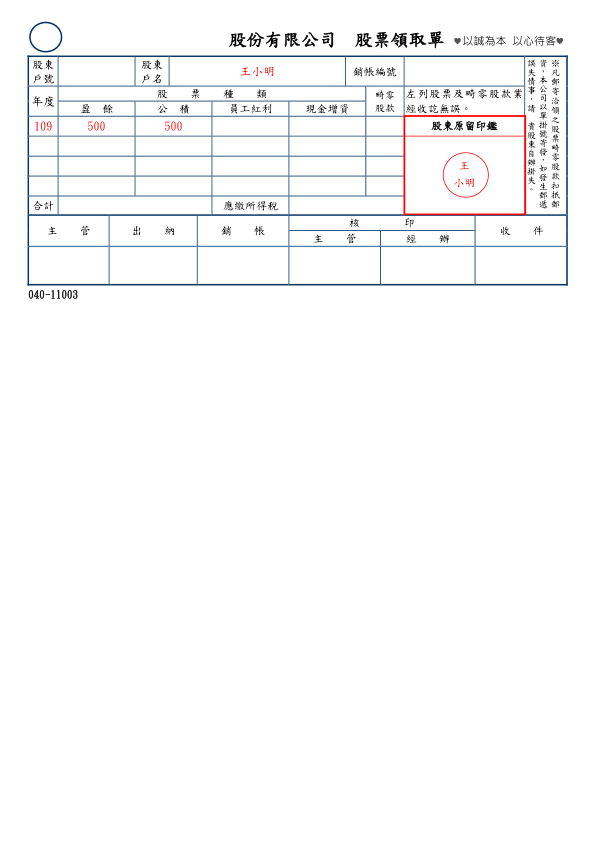 股份有限公司 股票領取單 ♥以誠為本 以心待客♥
股東戶號 股東戶名 王小明 銷帳編號
年度 股票種類 畸零股款 左列股票及畸零股款業經收訖無誤。
盈餘 公積 員工紅利 現金增資
109 500 500 股東原留印鑑
王
小明
合計 應繳所得稅
※凡郵寄洽領之股票畸零股款扣抵郵
資，本公司以單掛號寄發，如發生郵遞
誤失情事，請 貴股東自辦掛失。
主管 出納 銷帳 核印 收件
主管 經辦
040-11003